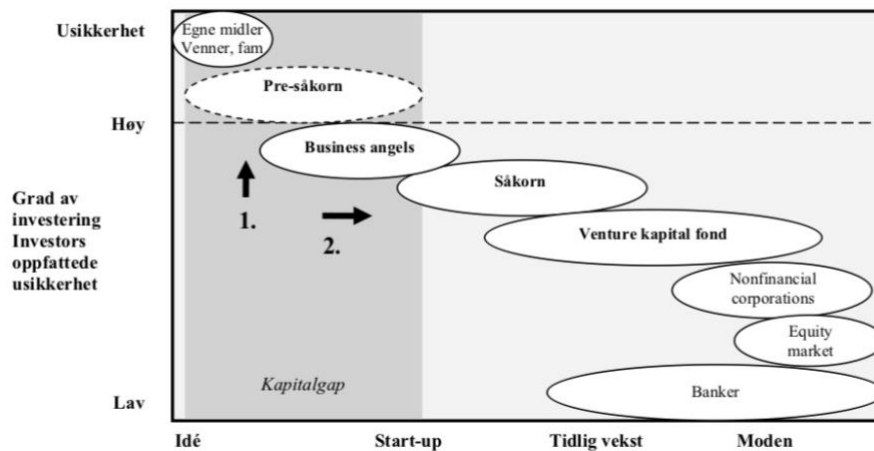 Usikkerhet
Egne midler
Venner, fam
Pre-såkorn
Høy
Business angels
Såkorn
Grad av
investering
Investors
oppfattede
usikkerhet
1.
2.
Venture kapital fond
Nonfinancial
corporations
Equity
market
Kapitalgap
Banker
Lav
Idé
Start-up
Tidlig vekst
Moden